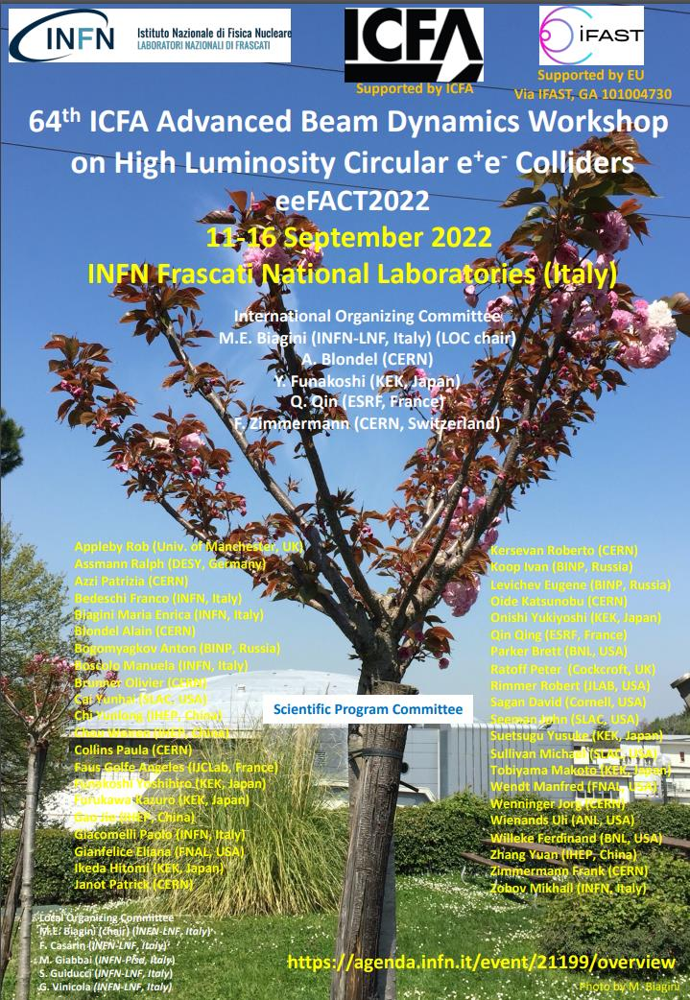 INFN
Istituto Nazionale di Fisica Nucleare
LABORATORI NAZIONALI DI FRASCATI
ICFA
iFAST
Supported by ICFA
Supported by EU
Via IFAST, GA 101004730
64th ICFA Advanced Beam Dynamics Workshop
on High Luminosity Circular e+e- Colliders
eeFACT2022
11-16 September 2022
INFN Frascati National Laboratories (Italy)
International Organizing Committee
M.E. Biagini (INFN-LNF, Italy) (LOC chair)
A. Blondel (CERN)
Y. Funakoshi (KEK, Japan)
Q. Qin (ESRF, France)
F. Zimmermann (CERN, Switzerland)
Scientific Program Committee
Appleby Rob (Univ. of Manchester, UK)
Assmann Ralph (DESY, Germany)
Azzi Patrizia (CERN)
Bedeschi Franco (INFN, Italy)
Biagini Maria Enrica (INFN, Italy)
Blondel Alain (CERN)
Bogomyagkov Anton (BINP, Russia)
Boscolo Manuela (INFN, Italy)
Brunner Olivier (CERN)
Cai Yunhai (SLAC, USA)
Chi Yunlong (IHEP, China)
Chou Weiren (IHEP, China)
Collins Paula (CERN)
Faus Golfe Angeles (IJCLab, France)
Funakoshi Yoshihiro (KEK, Japan)
Furukawa Kazuro (KEK, Japan)
Gao Jie (IHEP, China)
Giacomelli Paolo (INFN, Italy)
Gianfelice Eliana (FNAL, USA)
Ikeda Hitomi (KEK, Japan)
Janot Patrick (CERN)
Kersevan Roberto (CERN)
Koop Ivan (BINP, Russia)
Levichev Eugene (BINP, Russia)
Oide Katsunobu (CERN)
Onishi Yukiyoshi (KEK, Japan)
Qin Qing (ESRF, France)
Parker Brett (BNL, USA)
Ratoff Peter (Cockcroft, UK)
Rimmer Robert (JLAB, USA)
Sagan David (Cornell, USA)
Seeman John (SLAC, USA)
Suetsugu Yusuke (KEK, Japan)
Sullivan Michael (SLAC, USA)
Tobiyama Makoto (KEK, Japan)
Wendt Manfred (FNAL, USA)
Wenninger Jorg (CERN)
Wienands Uli (ANL, USA)
Willeke Ferdinand (BNL, USA)
Zhang Yuan (IHEP, China)
Zimmermann Frank (CERN)
Zobov Mikhail (INFN, Italy)
Local Organizing Committee
M.E. Biagini (chair) (INFN-LNF, Italy)
F. Casarin (INFN-LNF, Italy)
M. Giabbai (INFN-Pisa, Italy)
S. Guiducci (INFN-LNF, Italy)
G. Vinicola (INFN-LNF, Italy)
https://agenda.infn.it/event/21199/overview
Photo by M. Biagini